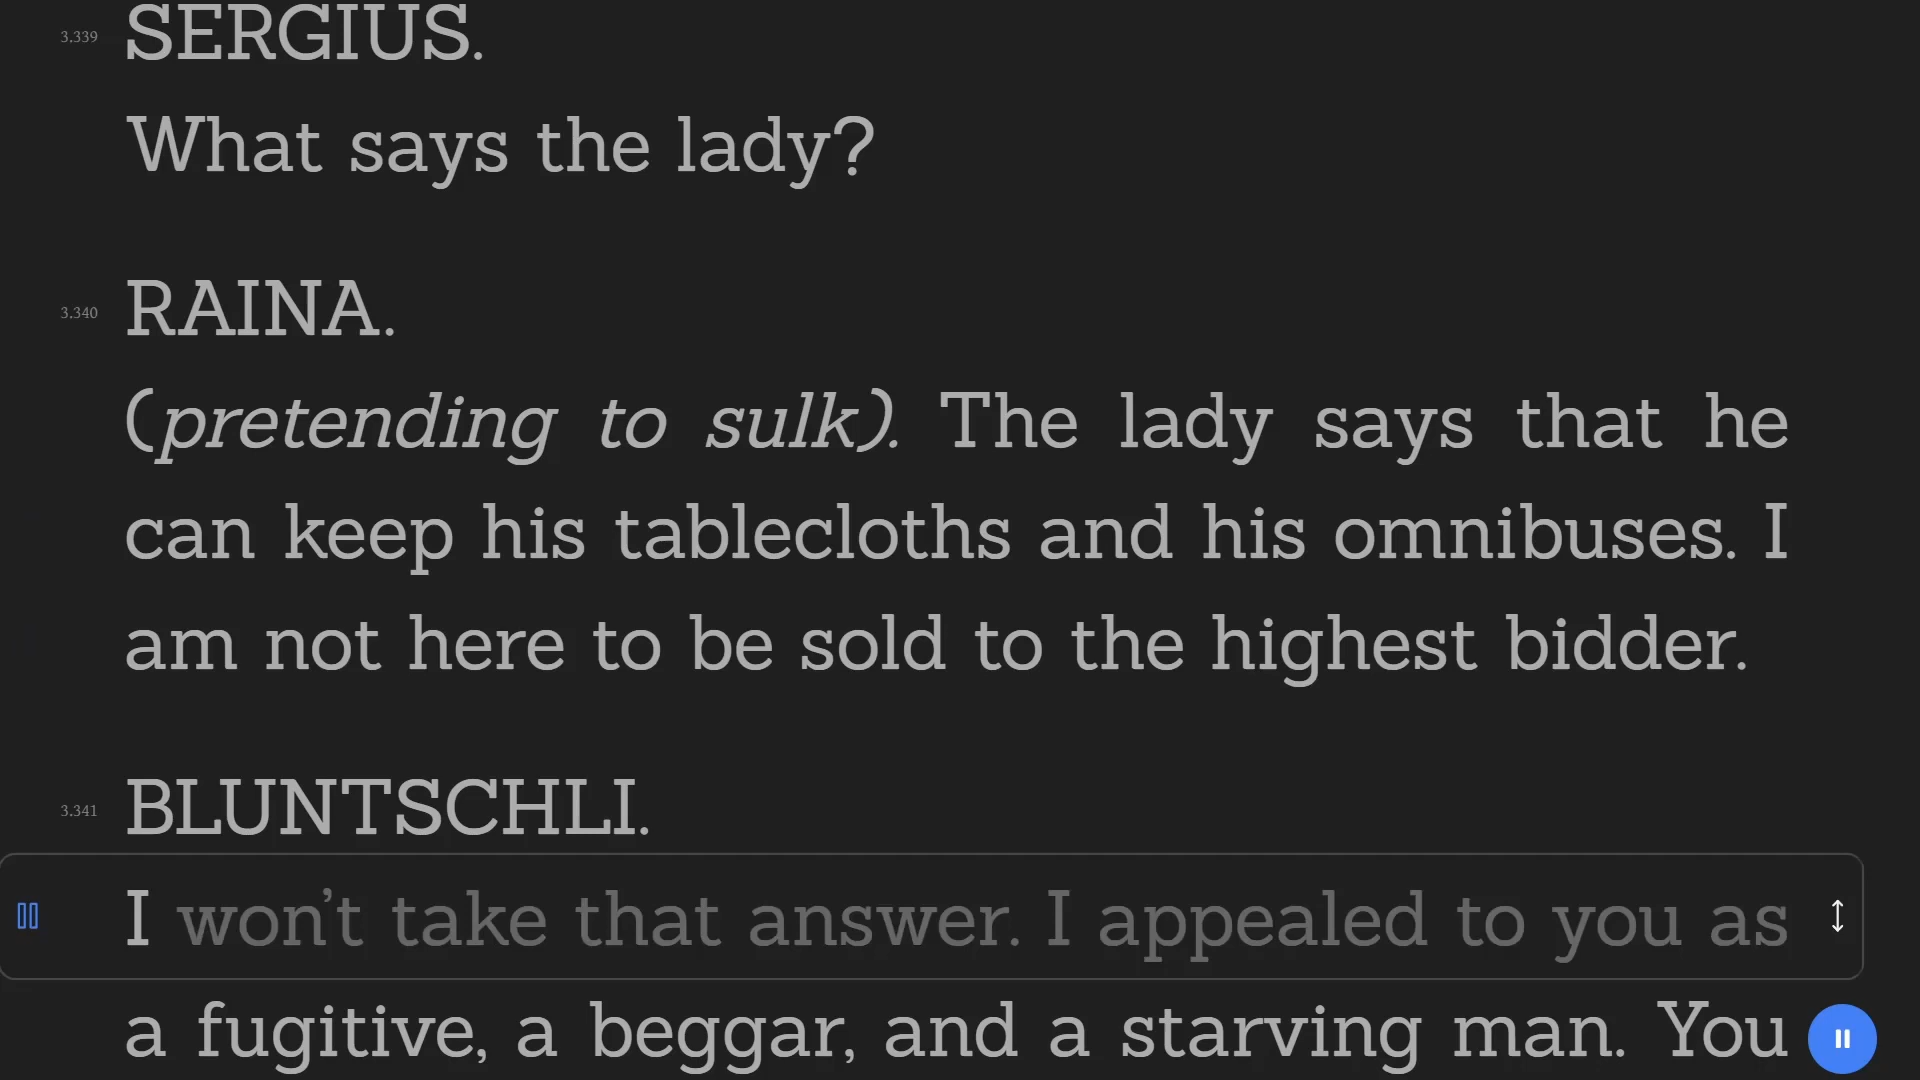 3.339 SERGIUS.
What says the lady?
3.340 RAINA.
(pretending to sulk). The lady says that he
can keep his tablecloths and his omnibuses. I
am not here to be sold to the highest bidder.
3.341 BLUNTSCHLI.
I won’t take that answer. I appealed to you as
a fugitive, a beggar, and a starving man. You